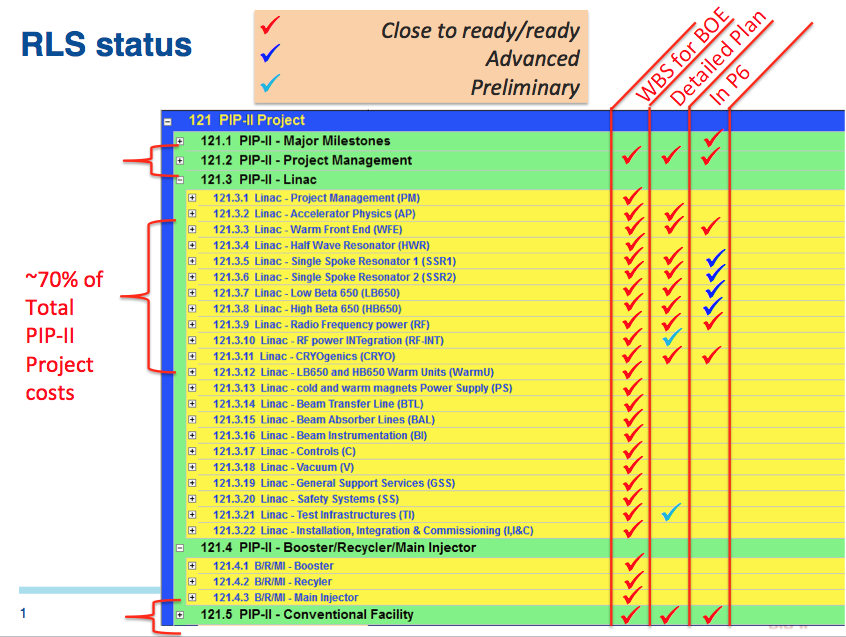 RLS status
Close to ready/ready
Advanced
Preliminary
WBS for BOE
Detailed Plan
In P6
121 PIP-II Project
121.1 PIP-II - Major Milestones
121.2 PIP-II - Project Management
121.3 PIP-II - Linac
121.3.1 Linac - Project Management (PM)
121.3.2 Linac - Accelerator Physics (AP)
121.3.3 Linac - Warm Front End (WFE)
121.3.4 Linac - Half Wave Resonator (HWR)
121.3.5 Linac - Single Spoke Resonator 1 (SSR1)
121.3.6 Linac - Single Spoke Resonator 2 (SSR2)
121.3.7 Linac - Low Beta 650 (LB650)
121.3.8 Linac - High Beta 650 (HB650)
121.3.9 Linac - Radio Frequency power (RF)
121.3.10 Linac - RF power INTegration (RF-INT)
121.3.11 Linac - CRYOgenics (CRYO)
121.3.12 Linac - LB650 and HB650 Warm Units (WarmU)
121.3.13 Linac - cold and warm magnets Power Supply (PS)
121.3.14 Linac - Beam Transfer Line (BTL)
121.3.15 Linac - Beam Absorber Lines (BAL)
121.3.16 Linac - Beam Instrumentation (BI)
121.3.17 Linac - Controls (C)
121.3.18 Linac - Vacuum (V)
121.3.19 Linac - General Support Services (GSS)
121.3.20 Linac - Safety Systems (SS)
121.3.21 Linac - Test Infrastructures (TI)
121.3.22 Linac - Installation, Integration & Commissioning (I,I&C)
121.4 PIP-II - Booster/Recycler/Main Injector
121.4.1 B/R/MI - Booster
121.4.2 B/R/MI - Recyler
121.4.3 B/R/MI - Main Injector
121.5 PIP-II - Conventional Facility
~70% of
Total
PIP-II
Project
costs
1